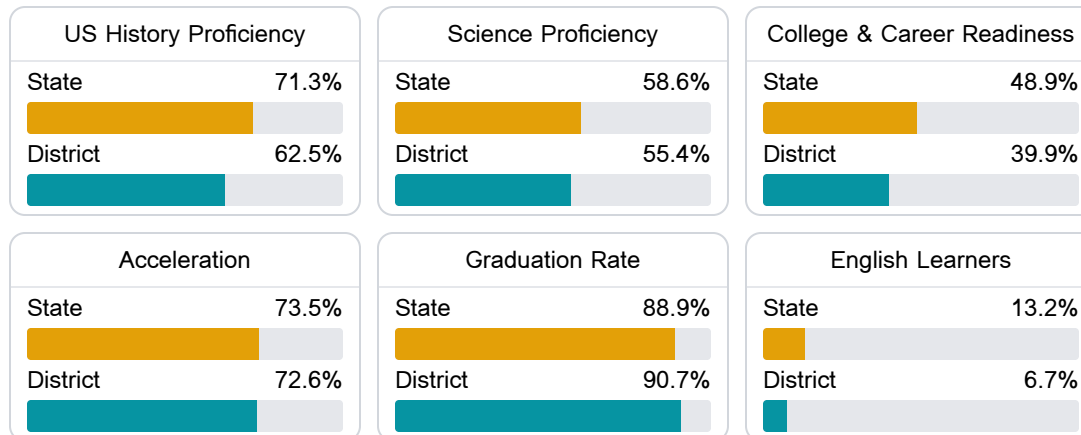 US History Proficiency
State 71.3%
District 62.5%
Science Proficiency
State 58.6%
District 55.4%
College & Career Readiness
State 48.9%
District 39.9%
Acceleration
State 73.5%
District 72.6%
Graduation Rate
State 88.9%
District 90.7%
English Learners
State 13.2%
District 6.7%